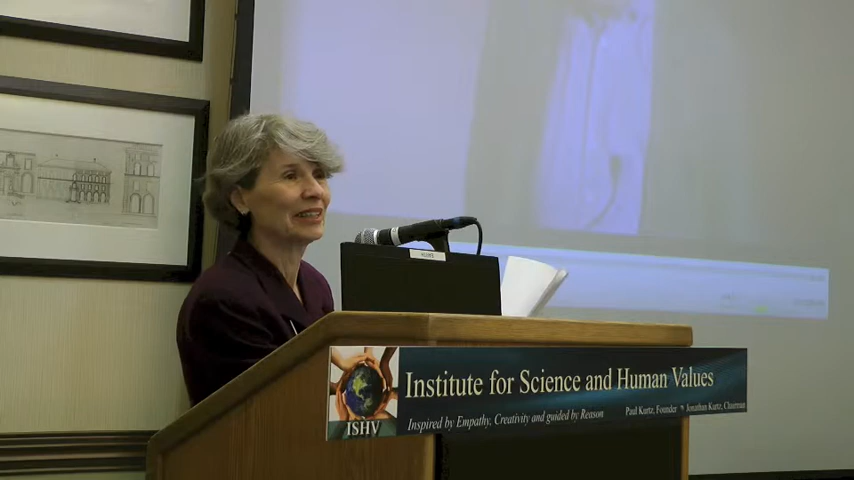 Institute for Science and Human Values
Inspired by Empathy, Creativity and guided by Reason
Paul Kurtz, Founder • Jonathan Kurtz, Chairman
ISHV